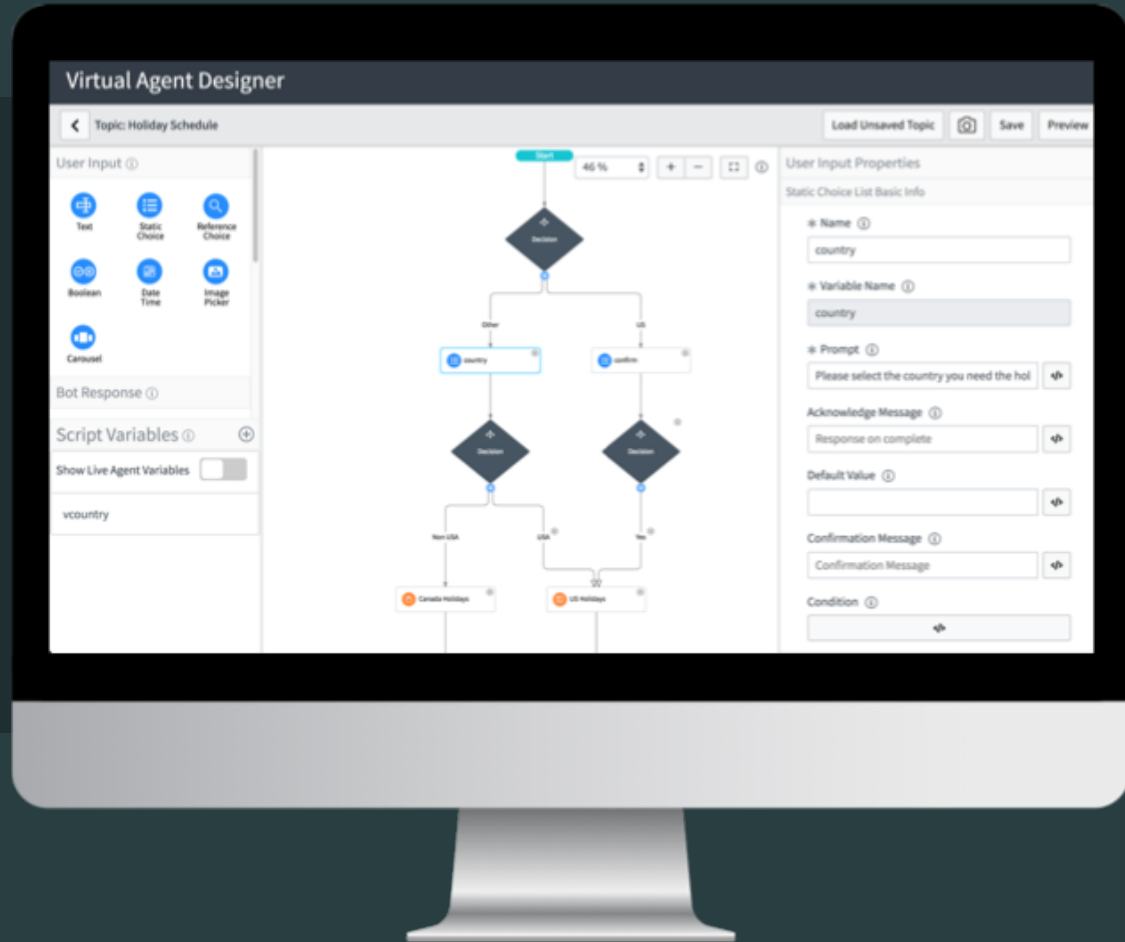 Virtual Agent Designer
Topic: Holiday Schedule
Load Unsaved Topic
Save
Preview
User Input
Text
Static
Choice
Reference
Choice
Boolean
Date
Time
Image
Picker
Carousel
Bot Response
Script Variables
Show Live Agent Variables
vcountry
Start
46 %
Decision
Other
US
country
confirm
Decision
Decision
Non USA
USA
Yes
Canada Holidays
US Holidays
User Input Properties
Static Choice List Basic Info
* Name
country
* Variable Name
country
* Prompt
Please select the country you need the hol
Acknowledge Message
Response on complete
Default Value
Confirmation Message
Confirmation Message
Condition